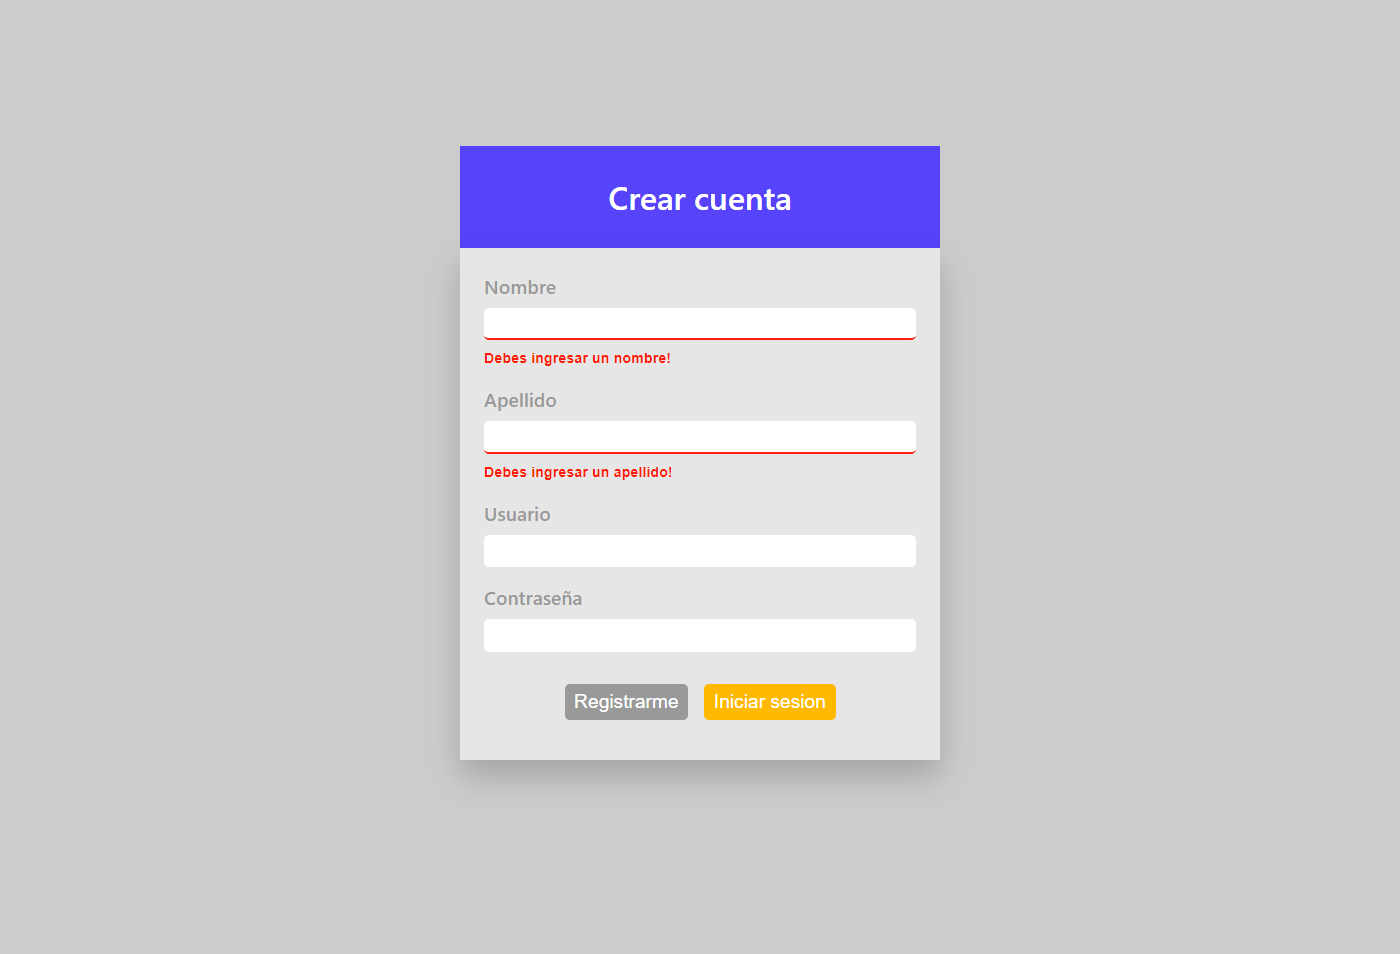 Crear cuenta
Nombre
Debes ingresar un nombre!
Apellido
Debes ingresar un apellido!
Usuario
Contraseña
Registrarme Iniciar sesion